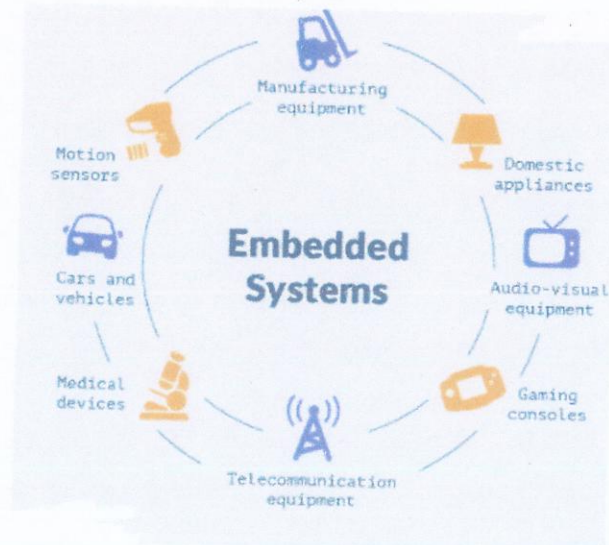 Manufacturing
equipment
Motion
sensors
Domestic
appliances
Embedded
Systems
Cars and
vehicles
Audio-visual
equipment
Medical
devices
Gaming
consoles
Telecommunication
equipment